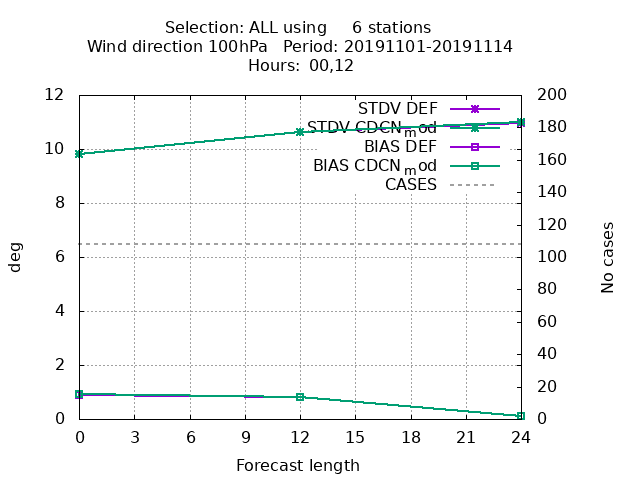 Selection: ALL using     6 stations
Wind direction 100hPa   Period: 20191101-20191114
Hours:  00,12
12
10
8
6
4
2
0
200
180
160
140
120
100
80
60
40
20
0
STDV DEF
STDV CDCNmod
BIAS DEF
BIAS CDCNmod
CASES
deg
No cases
0 3 6 9 12 15 18 21 24
Forecast length